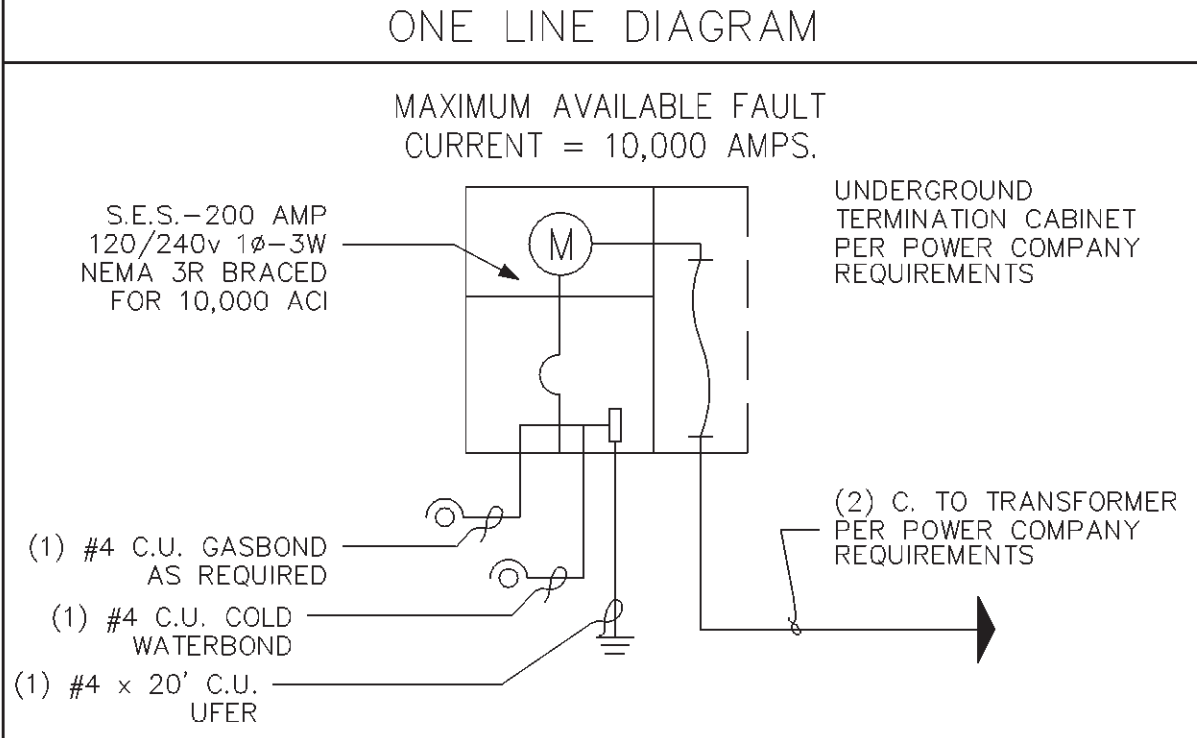 ONE LINE DIAGRAM
MAXIMUM AVAILABLE FAULT
CURRENT = 10,000 AMPS.
S.E.S.-200 AMP
120/240v 1ø-3W
NEMA 3R BRACED
FOR 10,000 ACI
M
UNDERGROUND
TERMINATION CABINET
PER POWER COMPANY
REQUIREMENTS
(1) #4 C.U. GASBOND
AS REQUIRED
(1) #4 C.U. COLD
WATERBOND
(1) #4 x 20' C.U.
UFER
(2) C. TO TRANSFORMER
PER POWER COMPANY
REQUIREMENTS